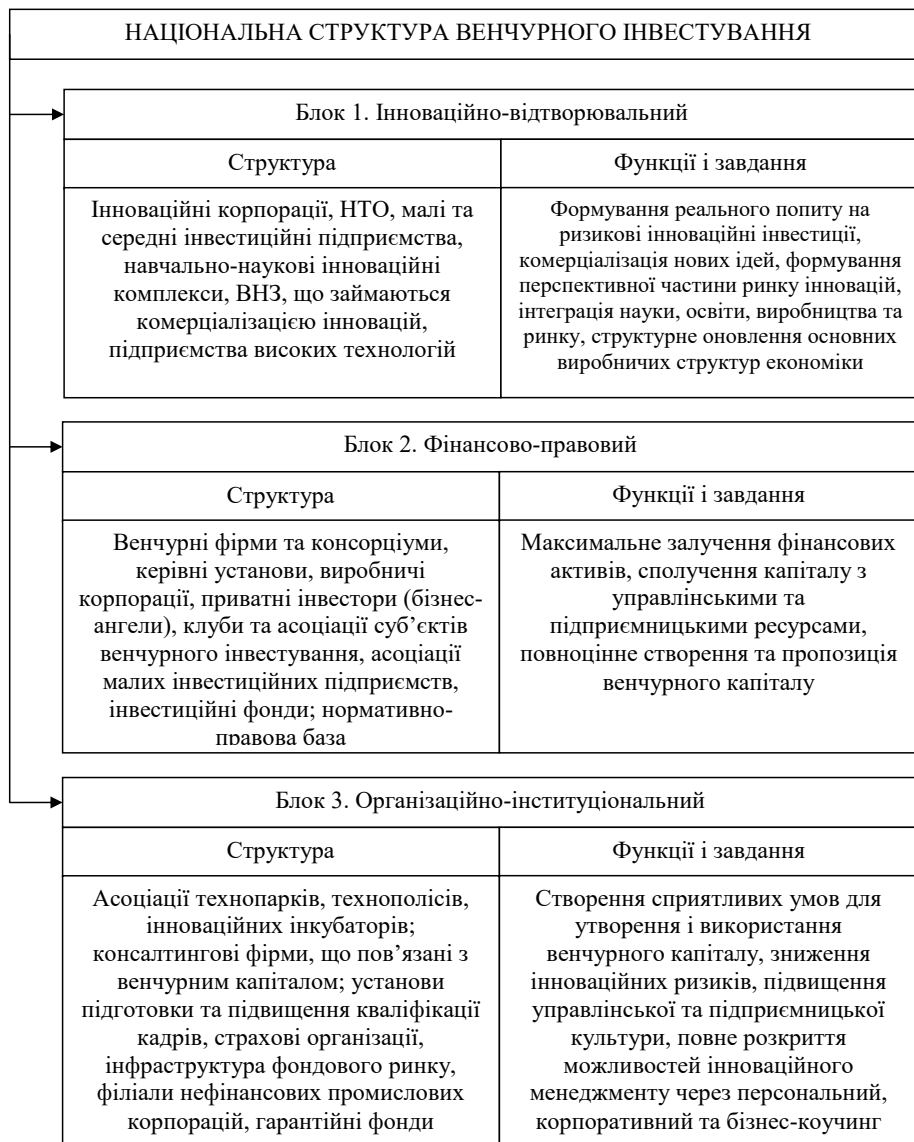 НАЦІОНАЛЬНА СТРУКТУРА ВЕНЧУРНОГО ІНВЕСТУВАННЯ
Блок 1. Інноваційно-відтворювальний
Структура
Функції і завдання
Інноваційні корпорації, НТО, малі та
середні інвестиційні підприємства,
навчально-наукові інноваційні
комплекси, ВНЗ, що займаються
комерціалізацією інновацій,
підприємства високих технологій
Формування реального попиту на
ризикові інноваційні інвестиції,
комерціалізація нових ідей, формування
перспективної частини ринку інновацій,
інтеграція науки, освіти, виробництва та
ринку, структурне оновлення основних
виробничих структур економіки
Блок 2. Фінансово-правовий
Структура
Функції і завдання
Венчурні фірми та консорціуми,
керівні установи, виробничі
корпорації, приватні інвестори (бізнес-
ангели), клуби та асоціації суб’єктів
венчурного інвестування, асоціації
малих інвестиційних підприємств,
інвестиційні фонди; нормативно-
правова база
Максимальне залучення фінансових
активів, сполучення капіталу з
управлінськими та
підприємницькими ресурсами,
повноцінне створення та пропозиція
венчурного капіталу
Блок 3. Організаційно-інституціональний
Структура
Функції і завдання
Асоціації технопарків, технополісів,
інноваційних інкубаторів;
консалтингові фірми, що пов’язані з
венчурним капіталом; установи
підготовки та підвищення кваліфікації
кадрів, страхові організації,
інфраструктура фондового ринку,
філіали нефінансових промислових
корпорацій, гарантійні фонди
Створення сприятливих умов для
утворення і використання
венчурного капіталу, зниження
інноваційних ризиків, підвищення
управлінської та підприємницької
культури, повне розкриття
можливостей інноваційного
менеджменту через персональний,
корпоративний та бізнес-коучинг